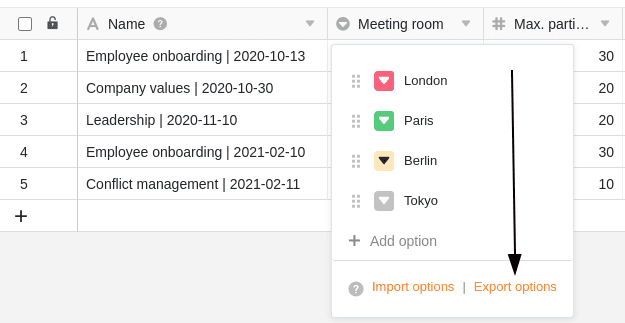 Name Meeting room Max. parti...
1 Employee onboarding | 2020-10-13 30
2 Company values | 2020-10-30 20
3 Leadership | 2020-11-10 20
4 Employee onboarding | 2021-02-10 30
5 Conflict management | 2021-02-11 10
London
Paris
Berlin
Tokyo
+ Add option
Import options | Export options